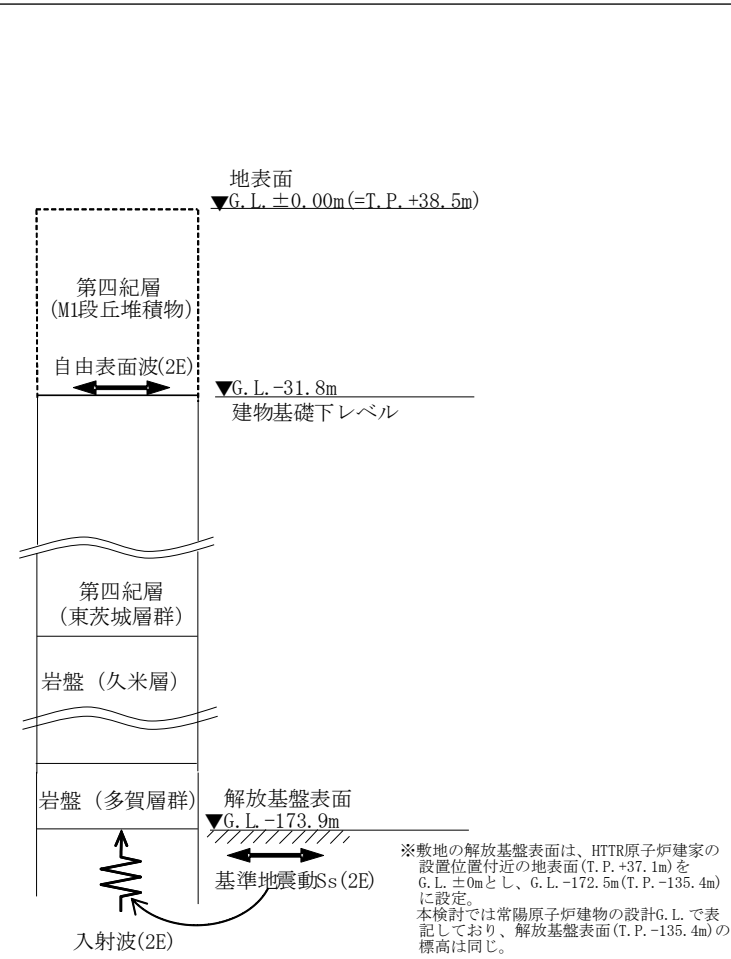 地表面
▼G.L.±0.00m(=T.P.+38.5m)
第四紀層
(M1段丘堆積物)
自由表面波(2E)
▼G.L.-31.8m
建物基礎下レベル
第四紀層
(東茨城層群)
岩盤 (久米層)
岩盤 (多賀層群)
解放基盤表面
▼G.L.-173.9m
基準地震動Ss(2E)
入射波(2E)
※敷地の解放基盤表面は、HTTR原子炉建家の
設置位置付近の地表面(T.P.+37.1m)を
G.L.±0mとし、G.L.-172.5m(T.P.-135.4m)
に設定。
本検討では常陽原子炉建物の設計G.L.で表
記しており、解放基盤表面(T.P.-135.4m)の
標高は同じ。